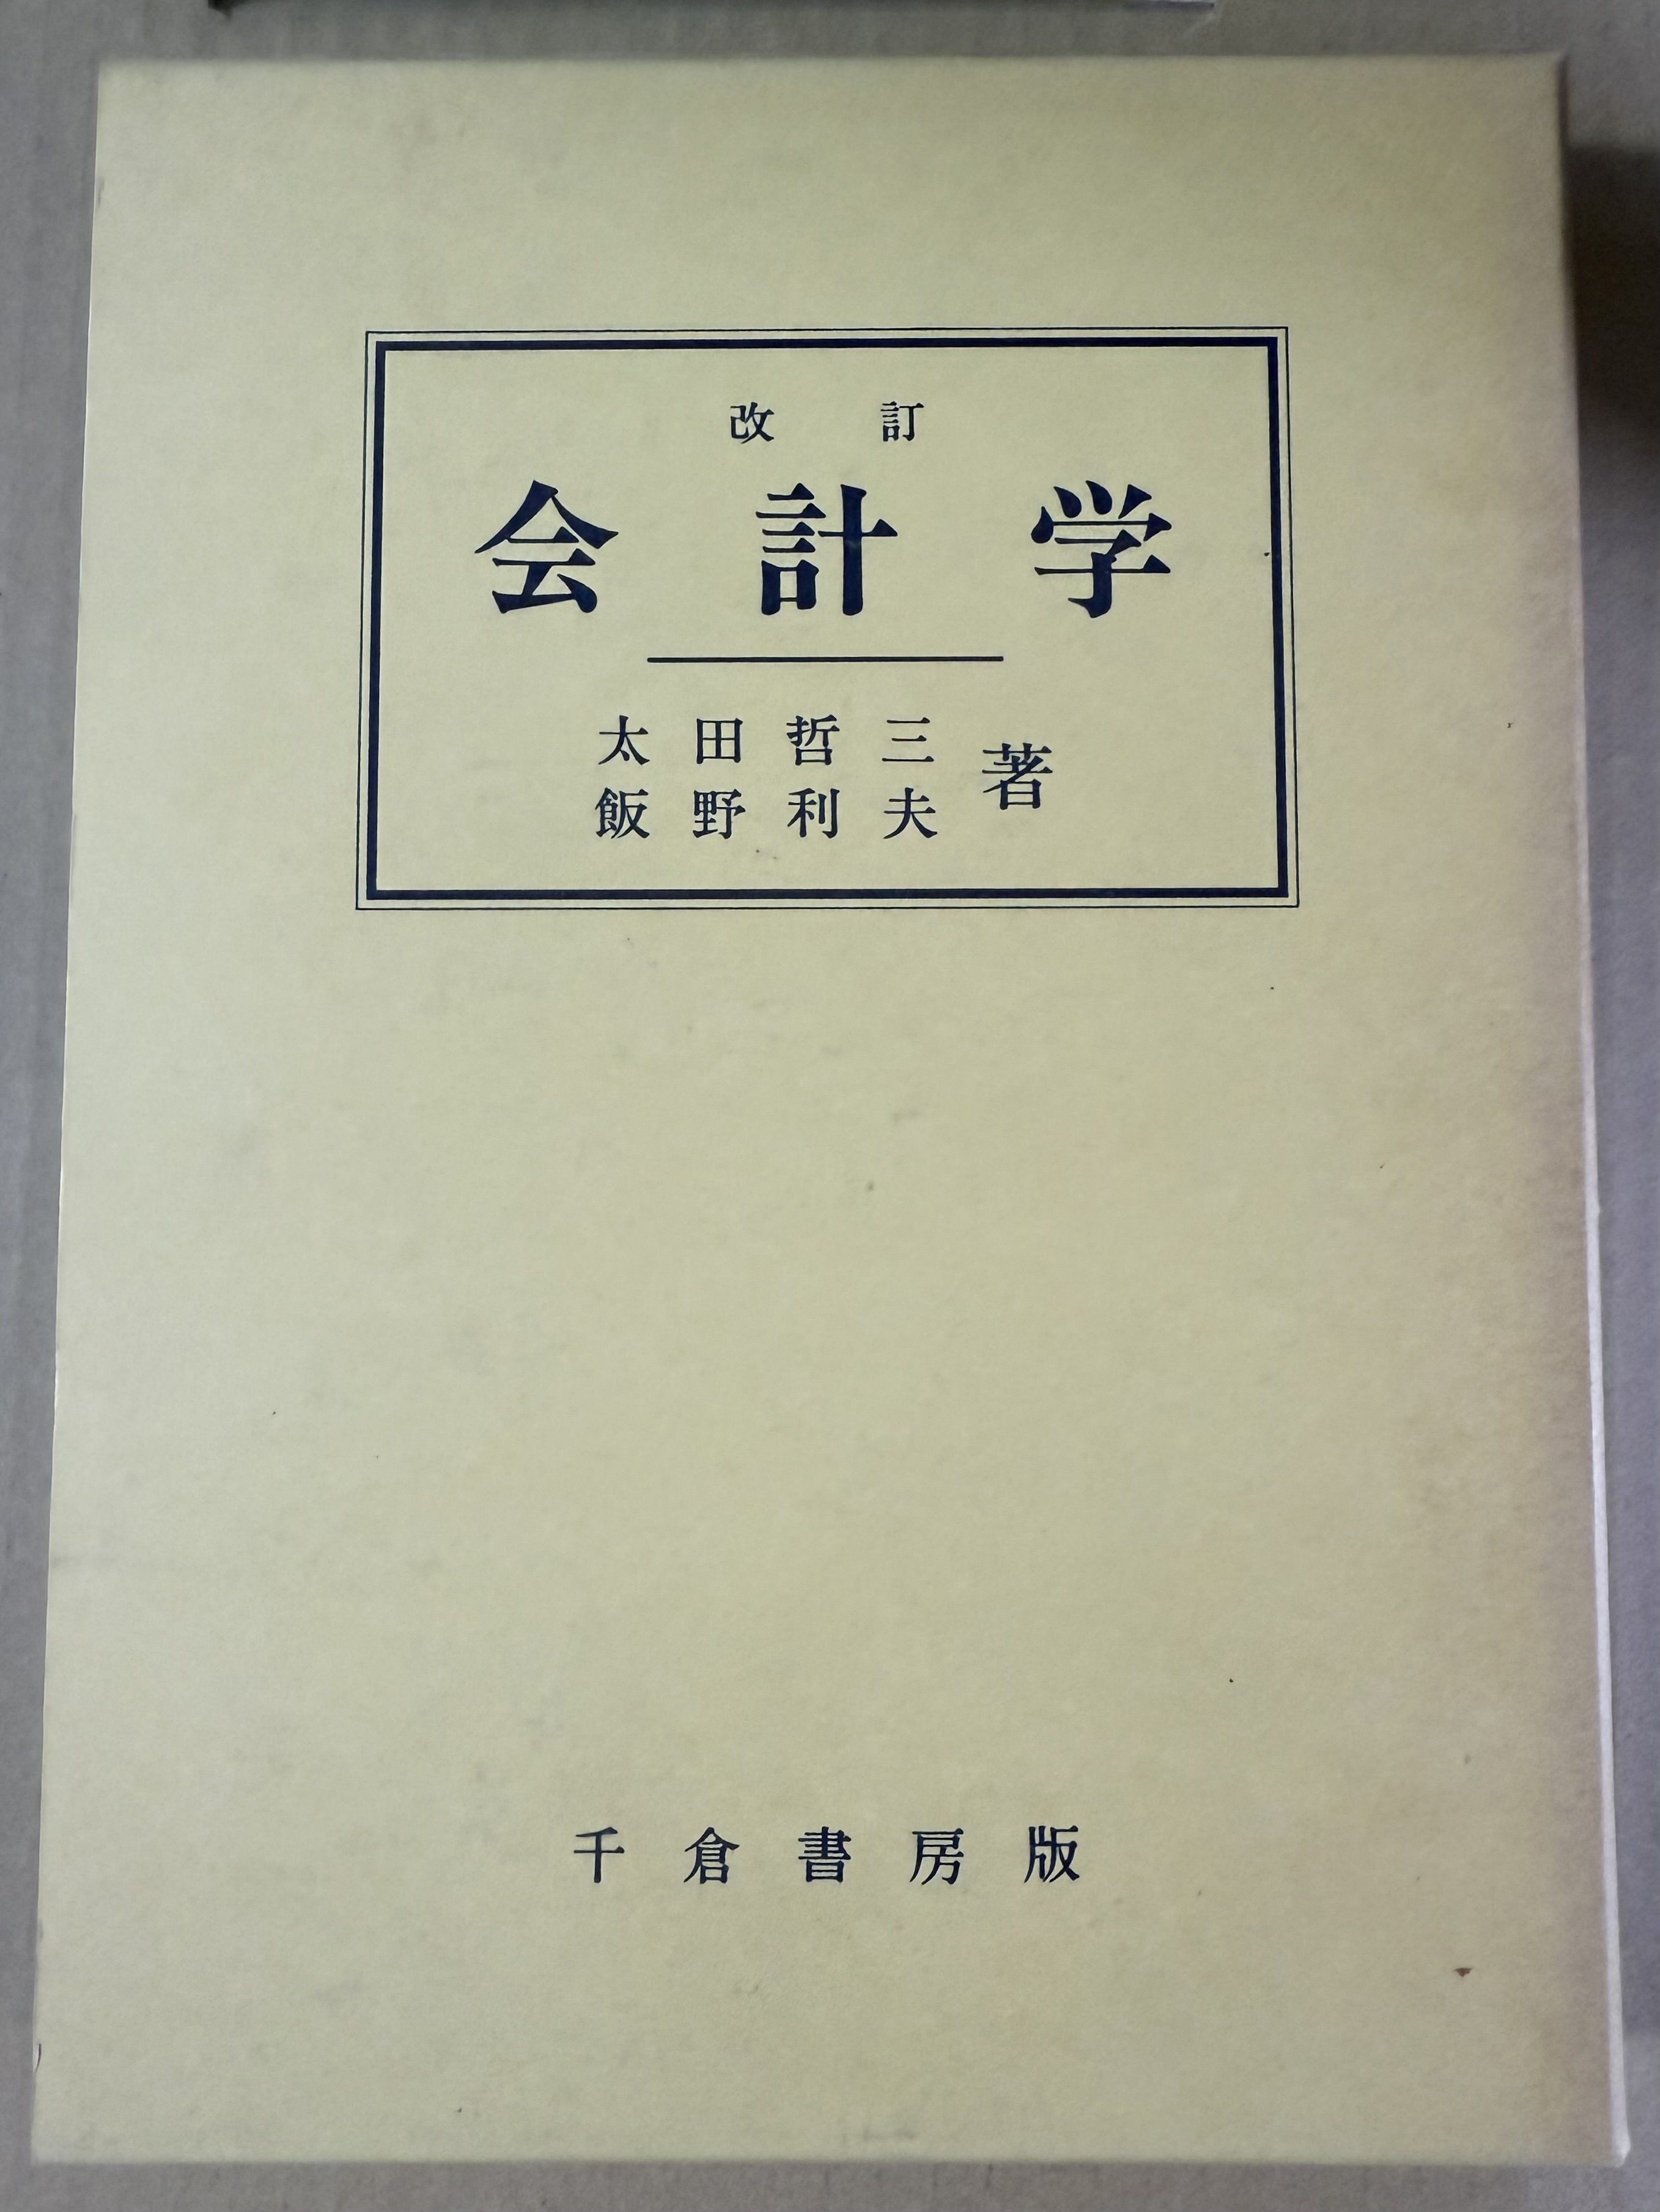 改訂
会計学
太田哲三
飯野利夫
著
千倉書房版